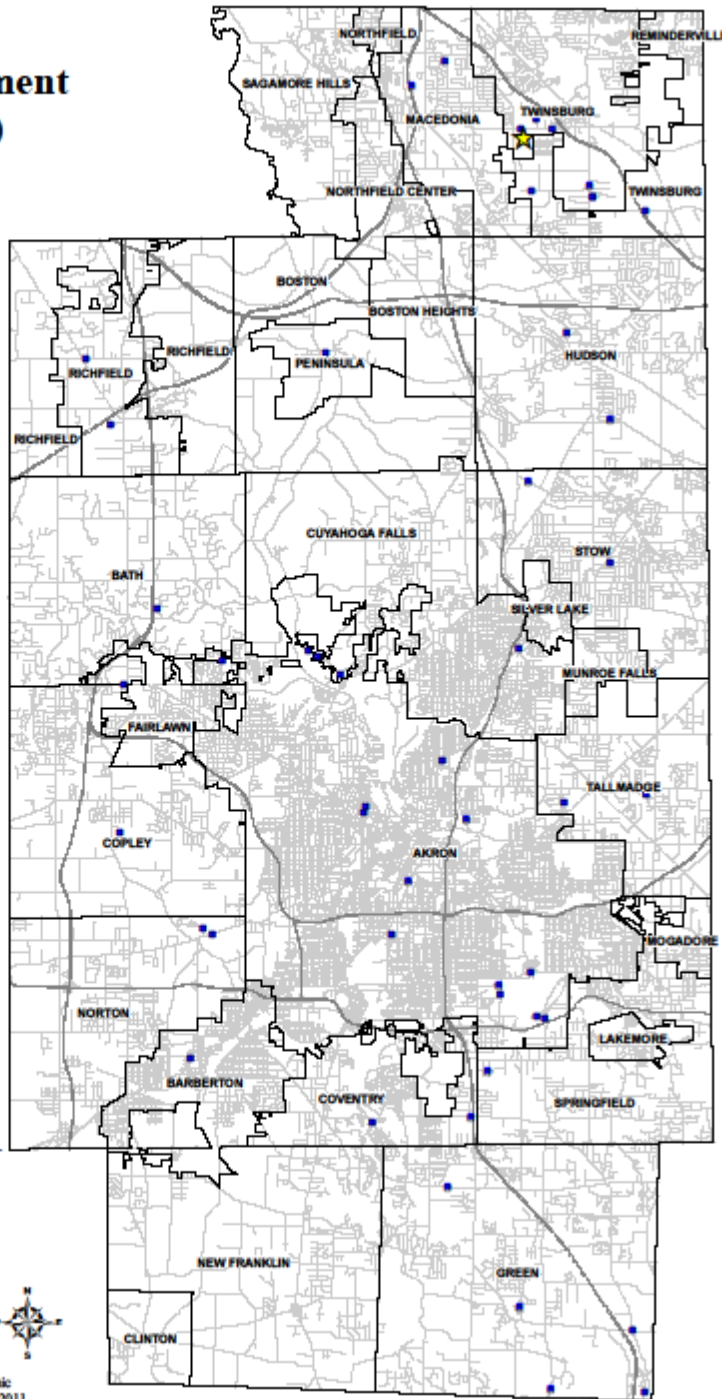 ment
)
NORTHFIELD
REMINDERVILLE
SAGAMORE HILLS
TWINSBURG
MACEDONIA
NORTHFIELD CENTER
TWINSBURG
BOSTON
BOSTON HEIGHTS
RICHFIELD
HUDSON
PENINSULA
RICHFIELD
RICHFIELD
CUYAHOGA FALLS
STOW
BATH
SILVER LAKE
MUNROE FALLS
FAIRLAWN
TALLMADGE
COPLEY
AKRON
MOGADORE
NORTON
LAKEMORE
BARBERTON
COVENTRY
SPRINGFIELD
NEW FRANKLIN
GREEN
N
E
S
CLINTON
2011